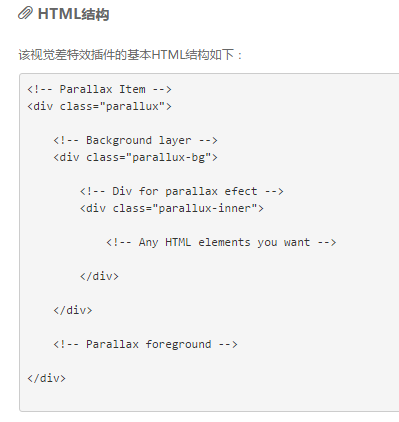 HTML结构
该视觉差特效插件的基本HTML结构如下：
<!-- Parallax Item -->
<div class="parallux">
<!-- Background layer -->
<div class="parallux-bg">
<!-- Div for parallax efect -->
<div class="parallux-inner">
<!-- Any HTML elements you want -->
</div>
</div>
<!-- Parallax foreground -->
</div>